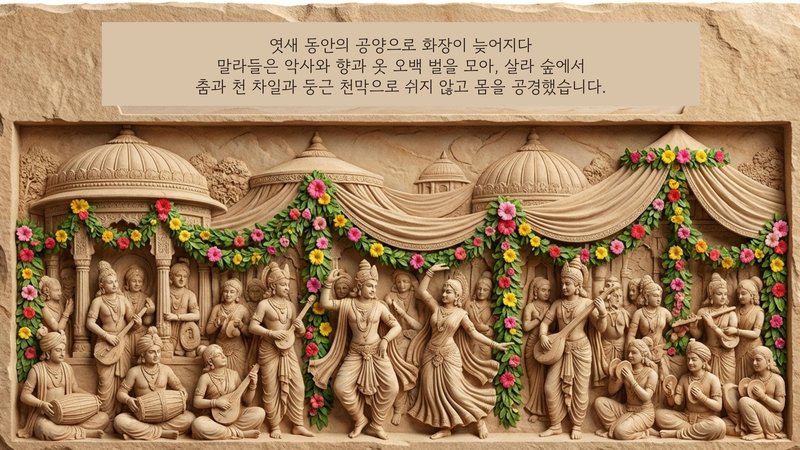 엿새 동안의 공양으로 화장이 늦어지다
말라들은 악사와 향과 옷 오백 벌을 모아, 살라 숲에서
춤과 천 차일과 둥근 천막으로 쉬지 않고 몸을 공경했습니다.